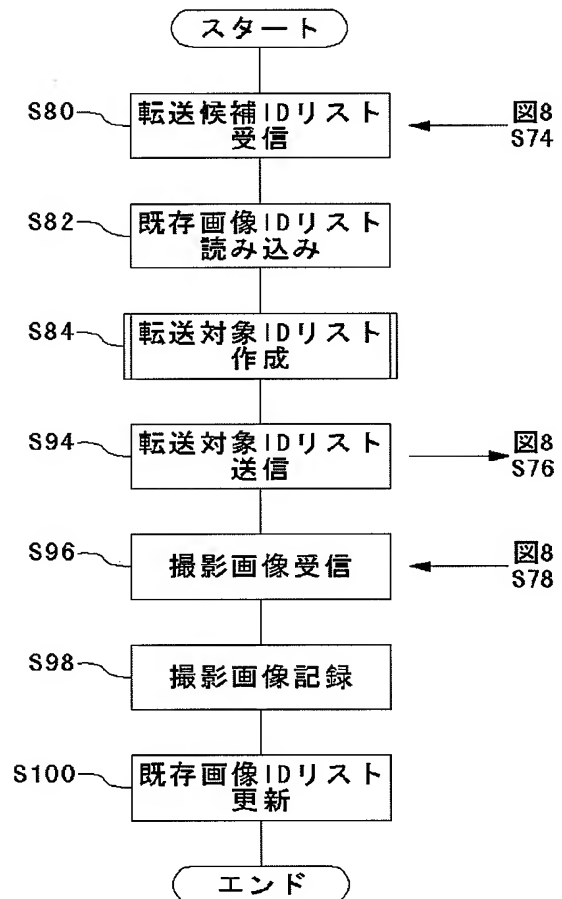 スタート
S80
転送候補IDリスト
受信
図8
S74
S82
既存画像IDリスト
読み込み
S84
転送対象IDリスト
作成
S94
転送対象IDリスト
送信
図8
S76
S96
撮影画像受信
図8
S78
S98
撮影画像記録
S100
既存画像IDリスト
更新
エンド